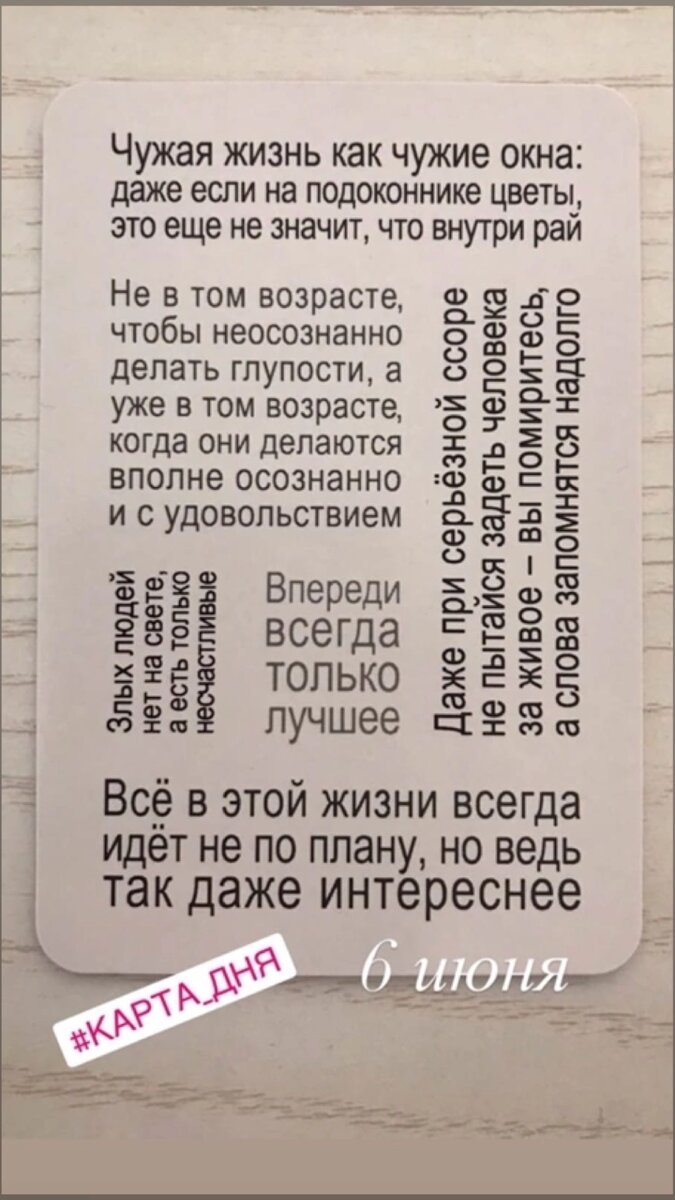 Чужая жизнь как чужие окна:
даже если на подоконнике цветы,
это еще не значит, что внутри рай
Не в том возрасте,
чтобы неосознанно
делать глупости, а
уже в том возрасте,
когда они делаются
вполне осознанно
и с удовольствием
Даже при серьёзной ссоре
не пытайся задеть человека
за живое – вы помиритесь,
а слова запомнятся надолго
Злых людей
нет на свете,
а есть только
несчастливые
Впереди
всегда
только
лучшее
Всё в этой жизни всегда
идёт не по плану, но ведь
так даже интереснее
#КАРТА_ДНЯ
6 июня